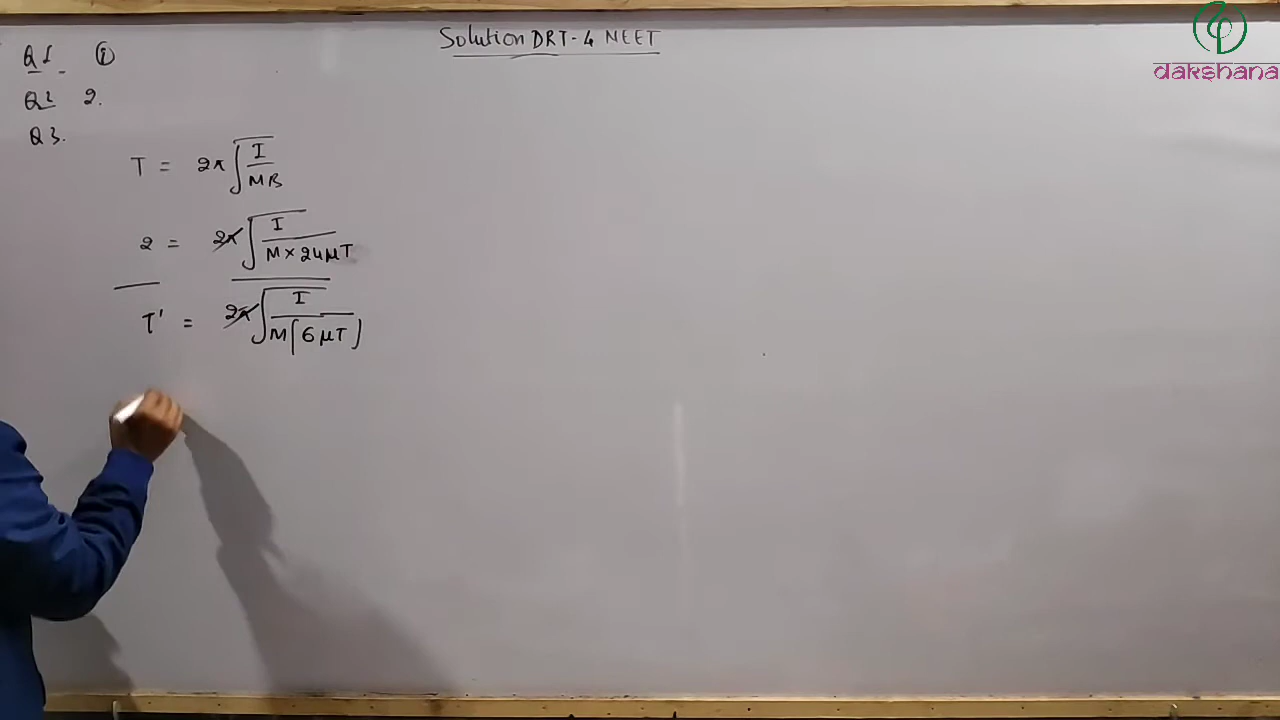 Solution DRT-4 NEET
dakshana
Q1 ①
Q2 2.
Q3.
T = 2π√(I/MB)
2 = 2π√(I/(M×24μT))
T' = 2π√(I/(M(6μT)))